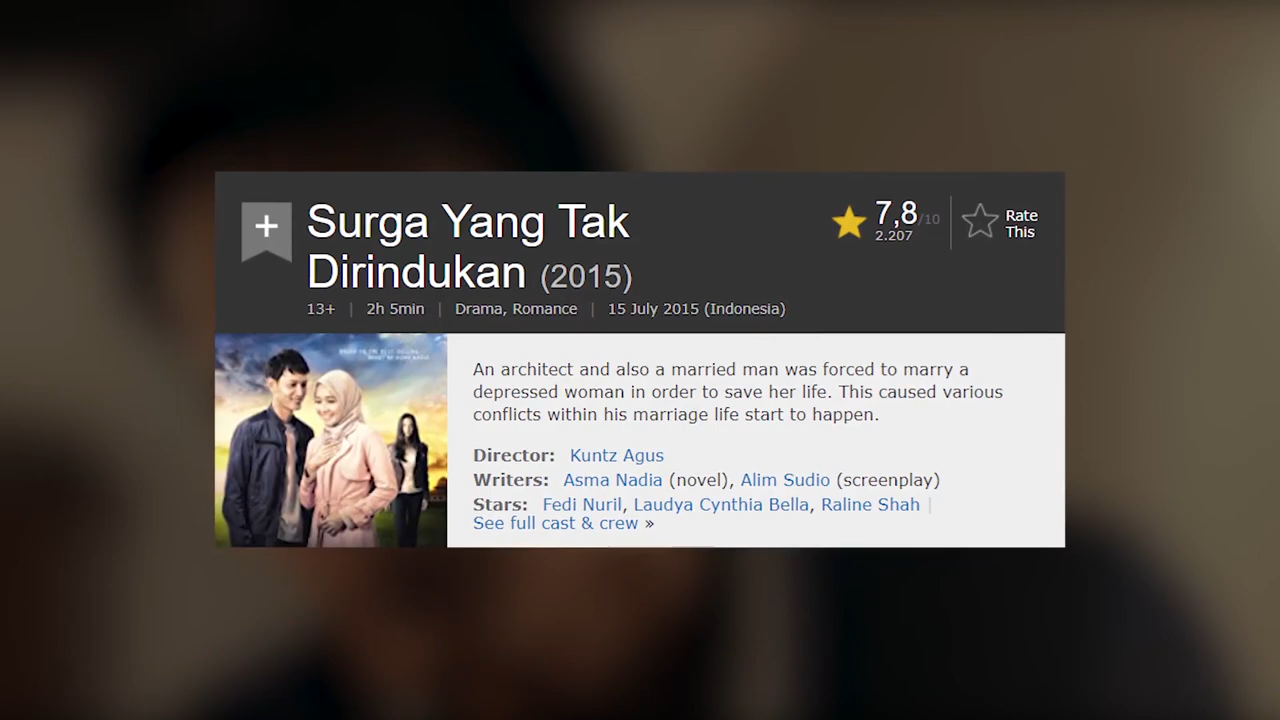 +
Surga Yang Tak
Dirindukan (2015)
7,8/10
2.207
Rate
This
13+ | 2h 5min | Drama, Romance | 15 July 2015 (Indonesia)
An architect and also a married man was forced to marry a
depressed woman in order to save her life. This caused various
conflicts within his marriage life start to happen.
Director: Kuntz Agus
Writers: Asma Nadia (novel), Alim Sudio (screenplay)
Stars: Fedi Nuril, Laudya Cynthia Bella, Raline Shah |
See full cast & crew »